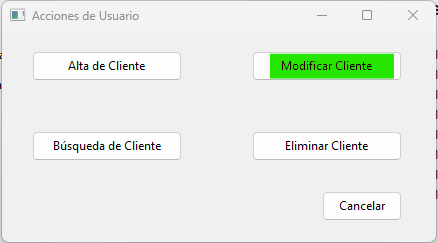 Acciones de Usuario
Alta de Cliente
Modificar Cliente
Búsqueda de Cliente
Eliminar Cliente
Cancelar